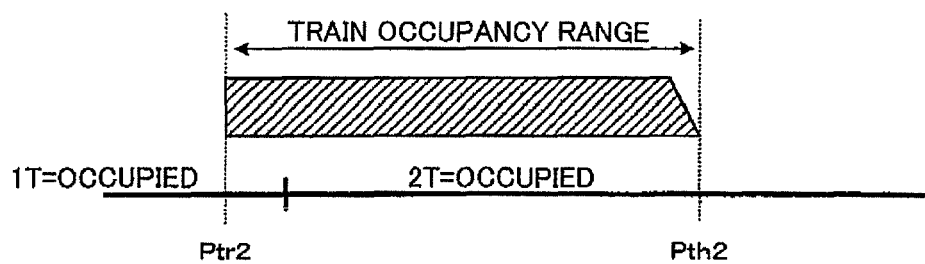 TRAIN OCCUPANCY RANGE
1T=OCCUPIED 2T=OCCUPIED
Ptr2 Pth2